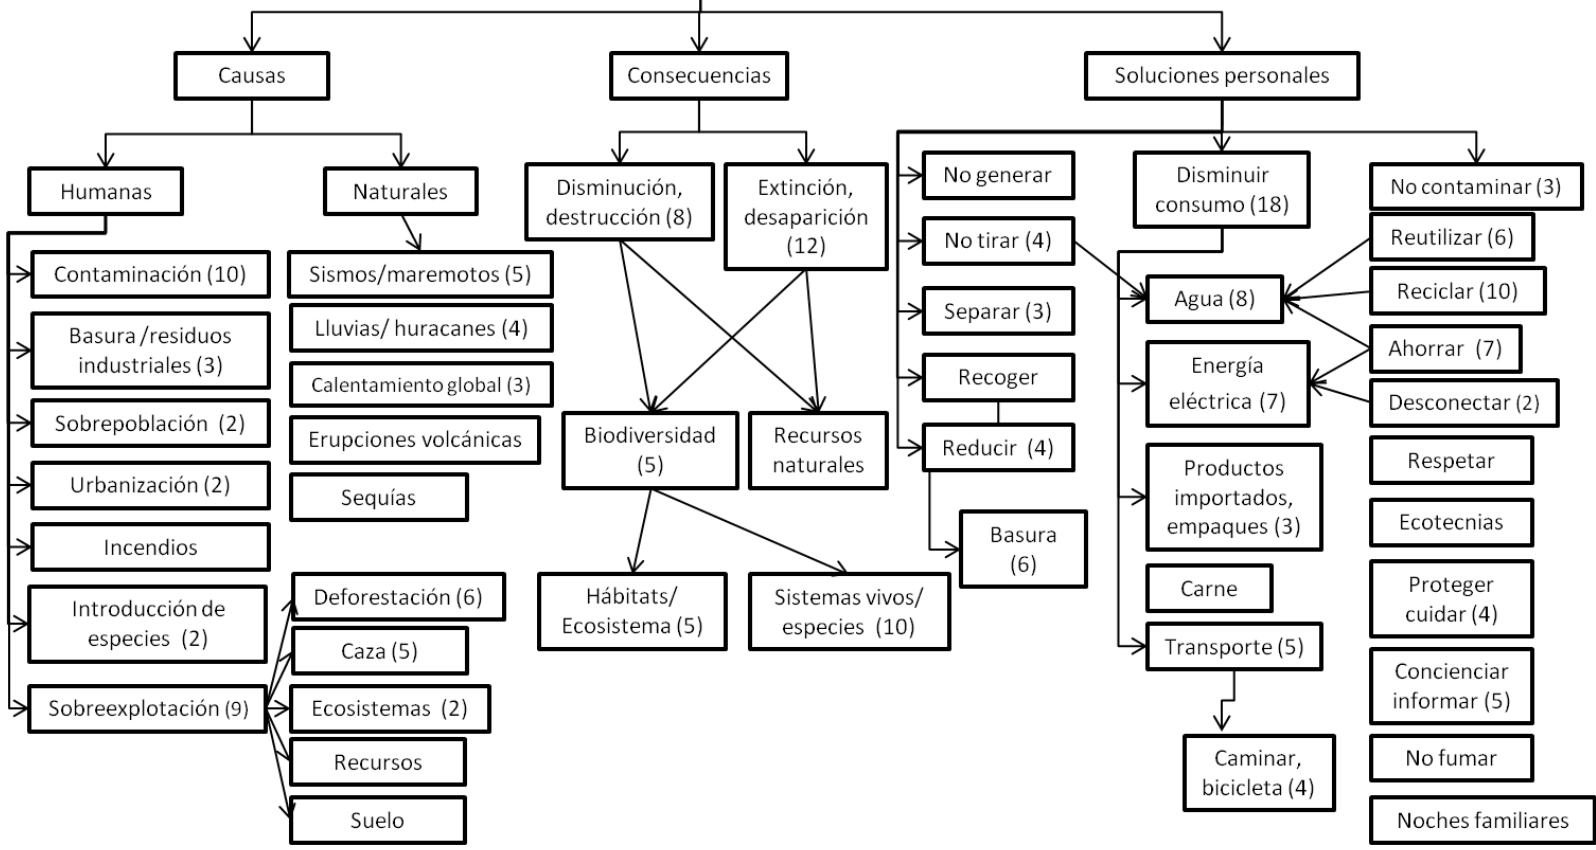 Causas
Consecuencias
Soluciones personales
Humanas
Naturales
Disminución,
destrucción (8)
Extinción,
desaparición
(12)
No generar
Disminuir
consumo (18)
No contaminar (3)
Contaminación (10)
Basura /residuos
industriales (3)
Sobrepoblación (2)
Urbanización (2)
Incendios
Introducción de
especies (2)
Sobreexplotación (9)
Sismos/maremotos (5)
Lluvias/ huracanes (4)
Calentamiento global (3)
Erupciones volcánicas
Sequías
Deforestación (6)
Caza (5)
Ecosistemas (2)
Recursos
Suelo
Biodiversidad
(5)
Recursos
naturales
Hábitats/
Ecosistema (5)
Sistemas vivos/
especies (10)
No tirar (4)
Separar (3)
Recoger
Reducir (4)
Basura
(6)
Agua (8)
Energía
eléctrica (7)
Productos
importados,
empaques (3)
Carne
Transporte (5)
Caminar,
bicicleta (4)
Reutilizar (6)
Reciclar (10)
Ahorrar (7)
Desconectar (2)
Respetar
Ecotecnias
Proteger
cuidar (4)
Concienciar
informar (5)
No fumar
Noches familiares